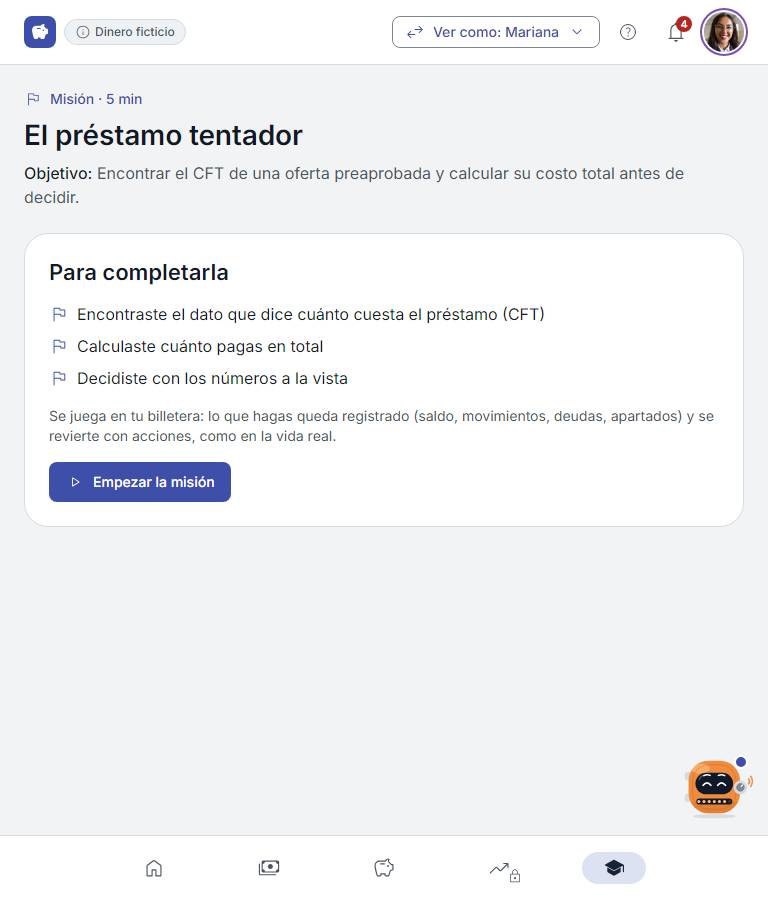 Dinero ficticio
Ver como: Mariana
4
Misión · 5 min
El préstamo tentador
Objetivo: Encontrar el CFT de una oferta preaprobada y calcular su costo total antes de
decidir.
Para completarla
Encontraste el dato que dice cuánto cuesta el préstamo (CFT)
Calculaste cuánto pagas en total
Decidiste con los números a la vista
Se juega en tu billetera: lo que hagas queda registrado (saldo, movimientos, deudas, apartados) y se
revierte con acciones, como en la vida real.
Empezar la misión